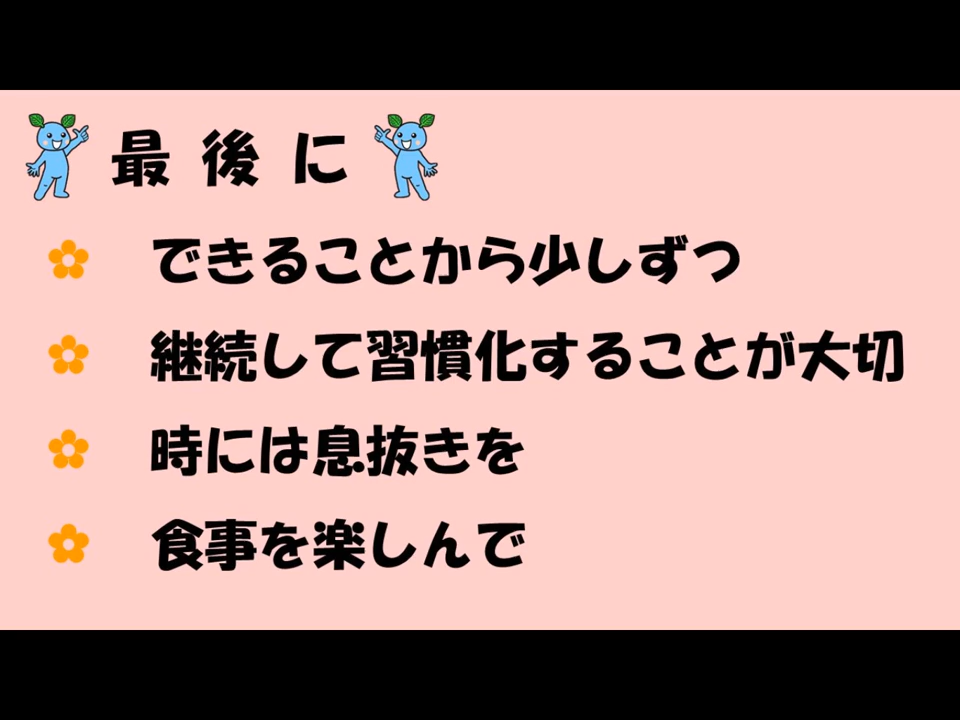 最後に
できることから少しずつ
継続して習慣化することが大切
時には息抜きを
食事を楽しんで